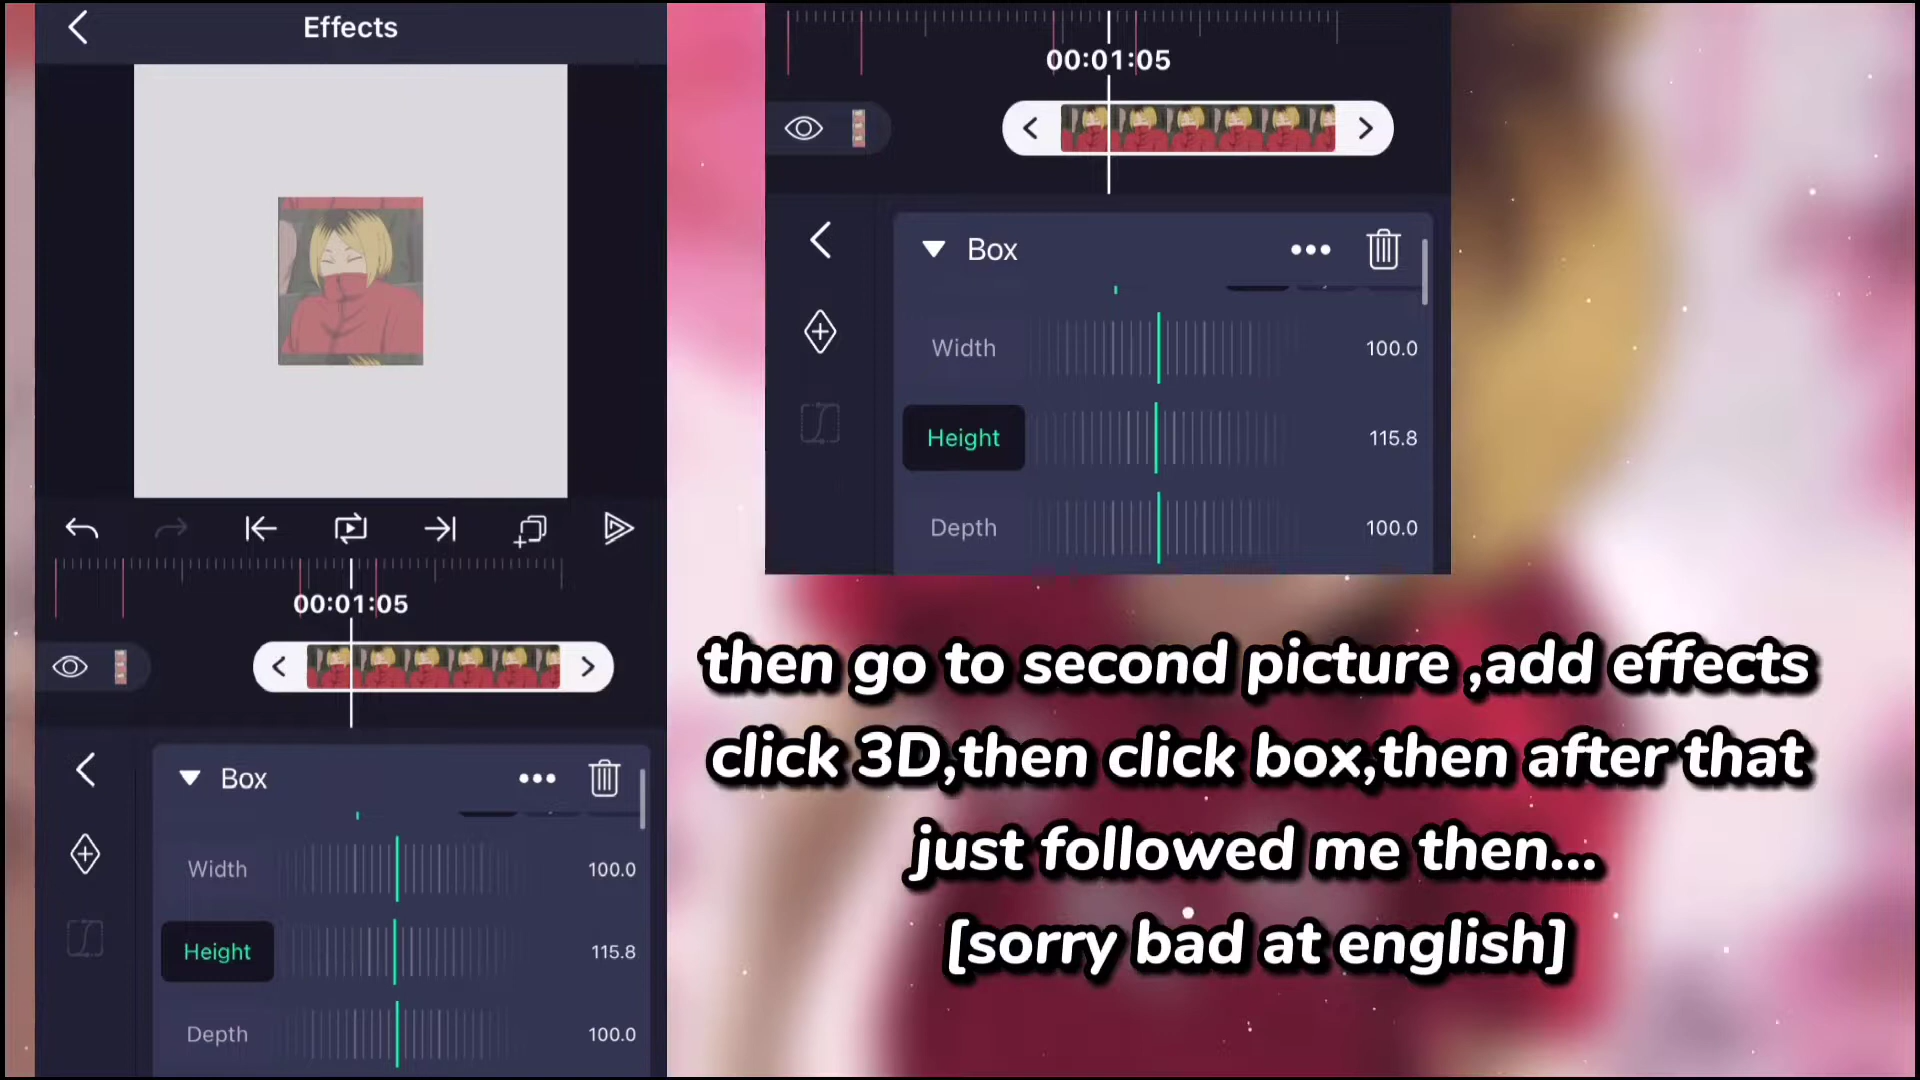 Effects
00:01:05
Box
Width 100.0
Height 115.8
Depth 100.0
00:01:05
Box
Width 100.0
Height 115.8
Depth 100.0
then go to second picture ,add effects
click 3D,then click box,then after that
just followed me then...
[sorry bad at english]